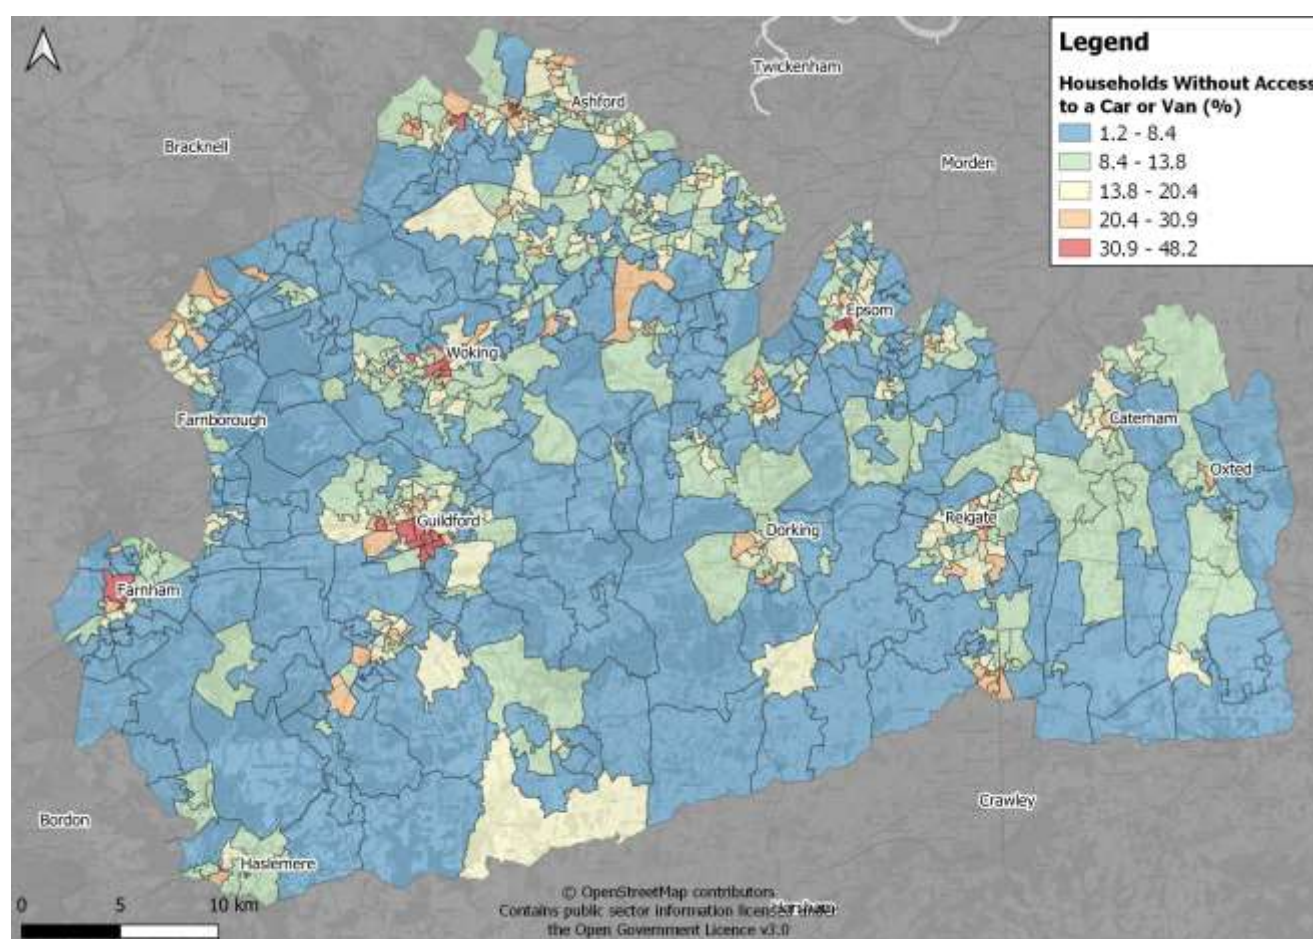 Legend
Households Without Access
to a Car or Van (%)
1.2 - 8.4
8.4 - 13.8
13.8 - 20.4
20.4 - 30.9
30.9 - 48.2
Twickenham
Ashford
Bracknell
Morden
Epsom
Woking
Farnborough
Caterham
Oxted
Guildford
Reigate
Dorking
Farnham
Crawley
Bordon
Haslemere
0 5 10 km
© OpenStreetMap contributors
Contains public sector information licensed under
the Open Government Licence v3.0